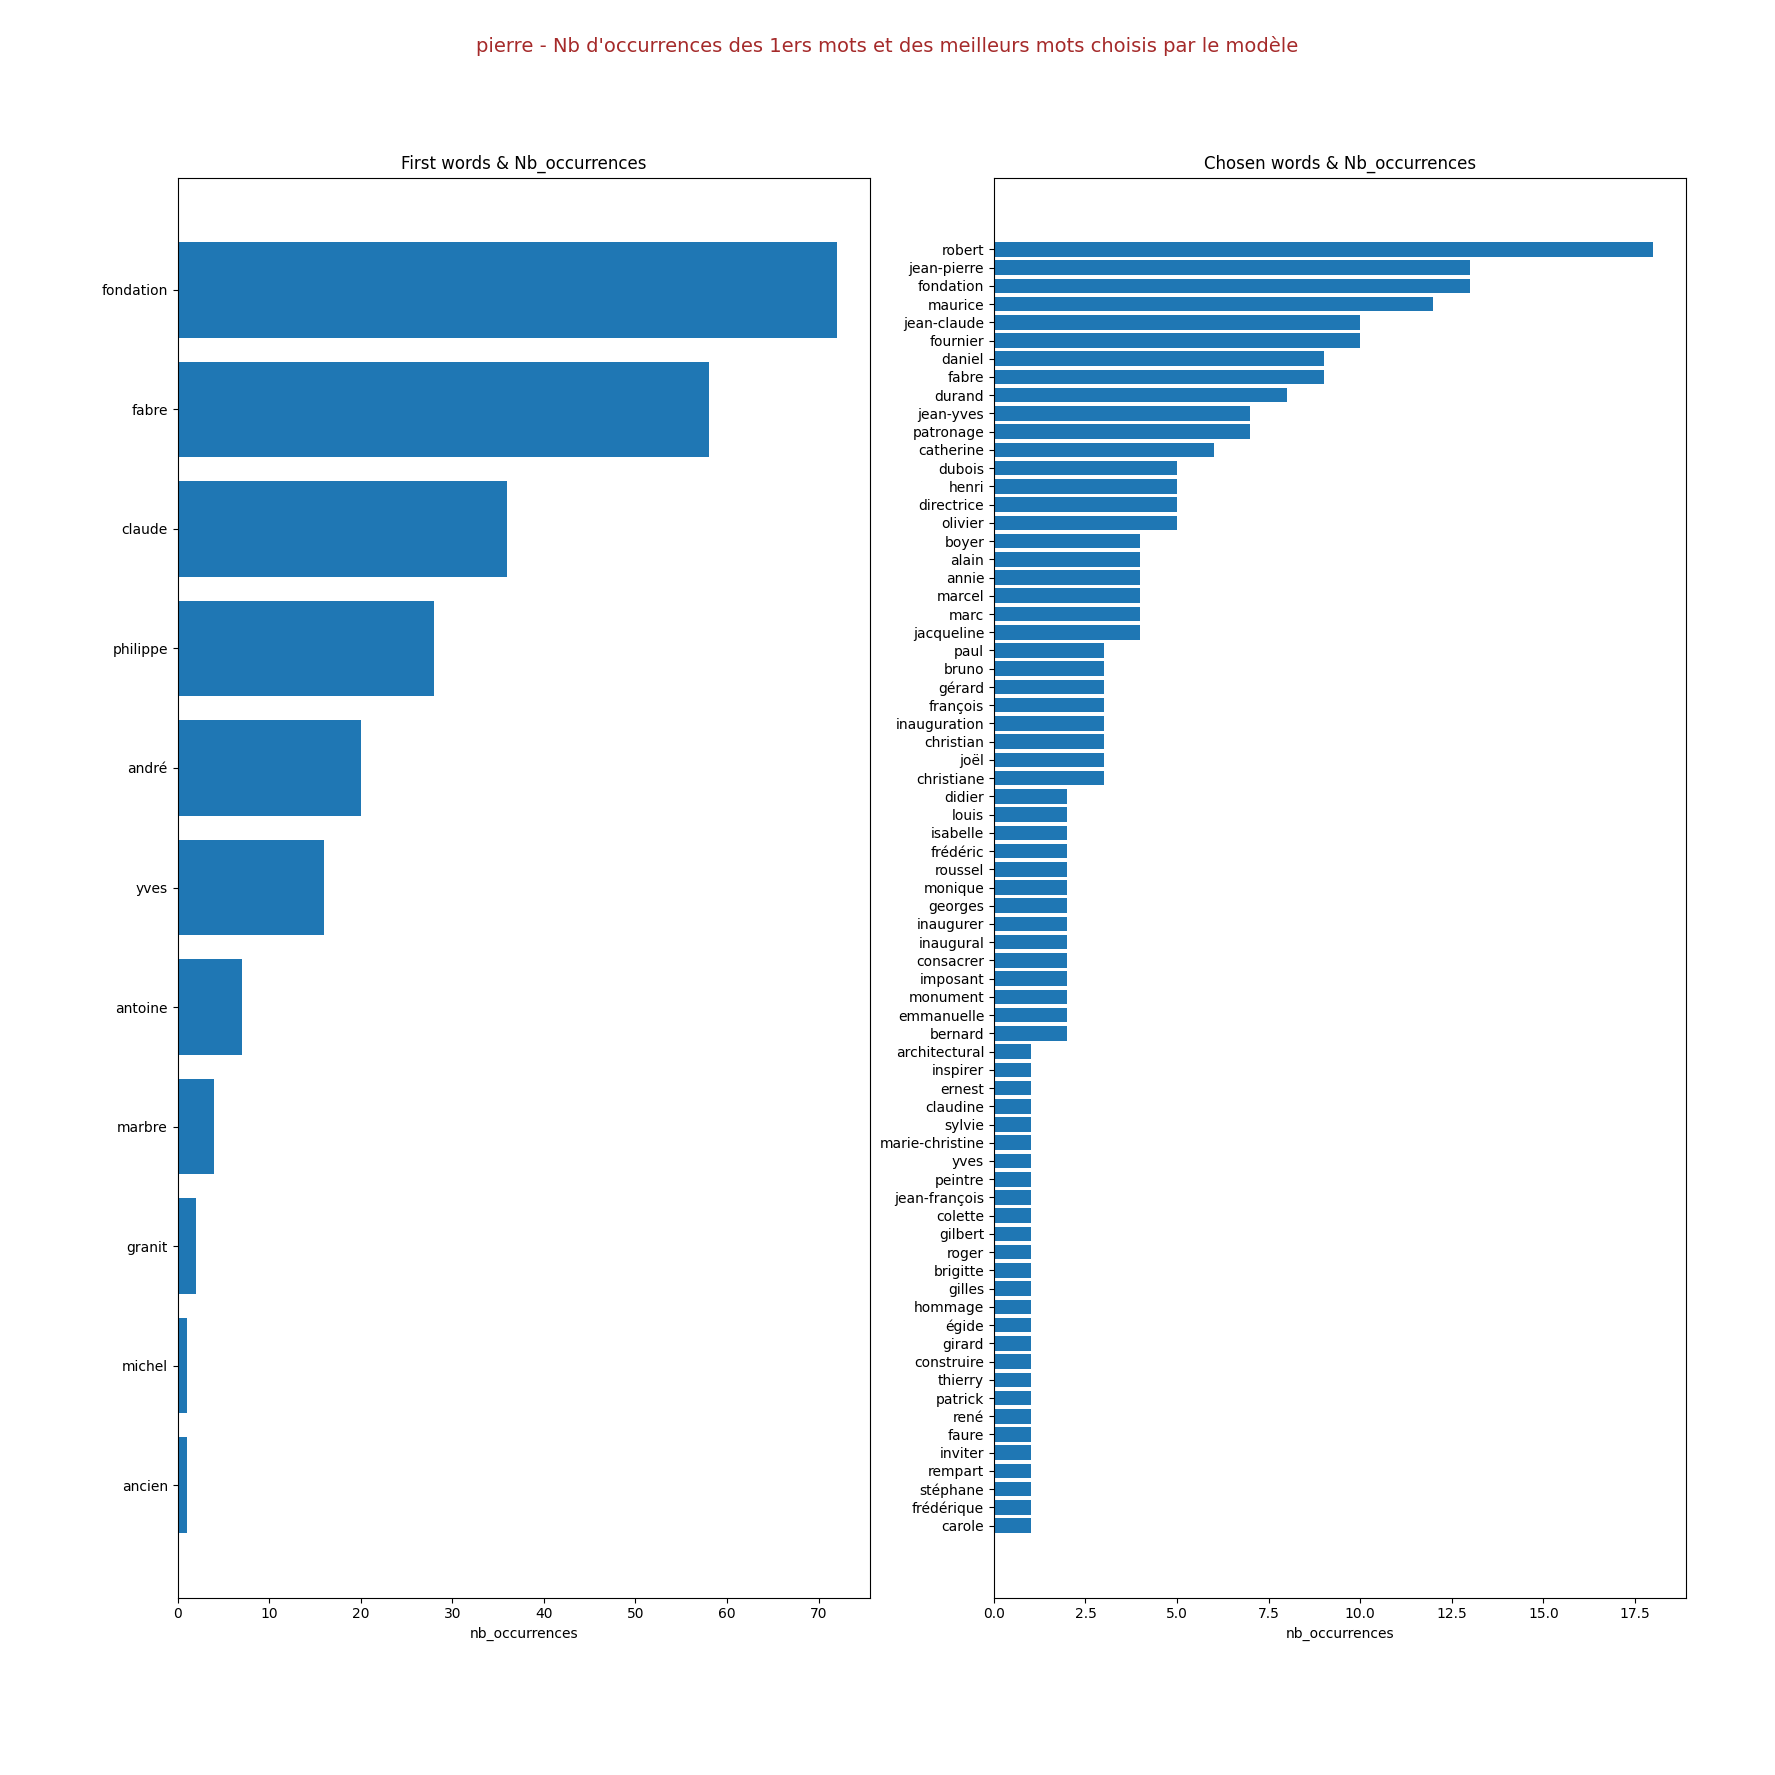 pierre - Nb d'occurrences des 1ers mots et des meilleurs mots choisis par le modèle
First words & Nb_occurrences
fondation
fabre
claude
philippe
andré
yves
antoine
marbre
granit
michel
ancien
0 10 20 30 40 50 60 70
nb_occurrences
Chosen words & Nb_occurrences
robert
jean-pierre
fondation
maurice
jean-claude
fournier
daniel
fabre
durand
jean-yves
patronage
catherine
dubois
henri
directrice
olivier
boyer
alain
annie
marcel
marc
jacqueline
paul
bruno
gérard
françois
inauguration
christian
joël
christiane
didier
louis
isabelle
frédéric
roussel
monique
georges
inaugurer
inaugural
consacrer
imposant
monument
emmanuelle
bernard
architectural
inspirer
ernest
claudine
sylvie
marie-christine
yves
peintre
jean-françois
colette
gilbert
roger
brigitte
gilles
hommage
égide
girard
construire
thierry
patrick
rené
faure
inviter
rempart
stéphane
frédérique
carole
0.0 2.5 5.0 7.5 10.0 12.5 15.0 17.5
nb_occurrences